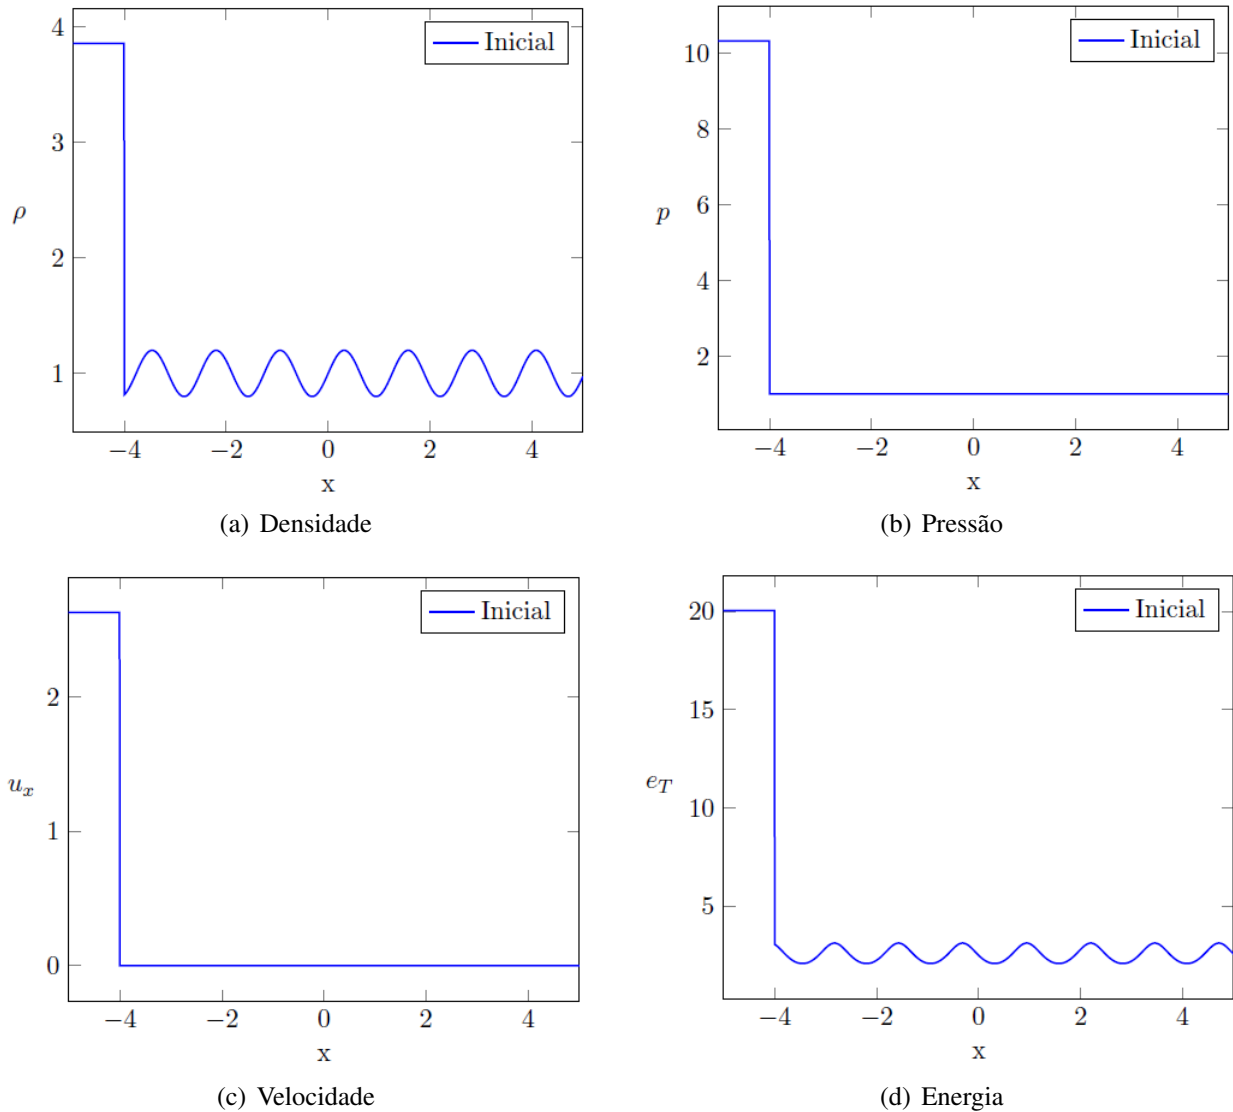 4
3
2
1
ρ
Inicial
−4
−2
0
2
4
x
(a) Densidade
10
8
6
4
2
p
Inicial
−4
−2
0
2
4
x
(b) Pressão
2
1
0
u_x
Inicial
−4
−2
0
2
4
x
(c) Velocidade
20
15
10
5
e_T
Inicial
−4
−2
0
2
4
x
(d) Energia